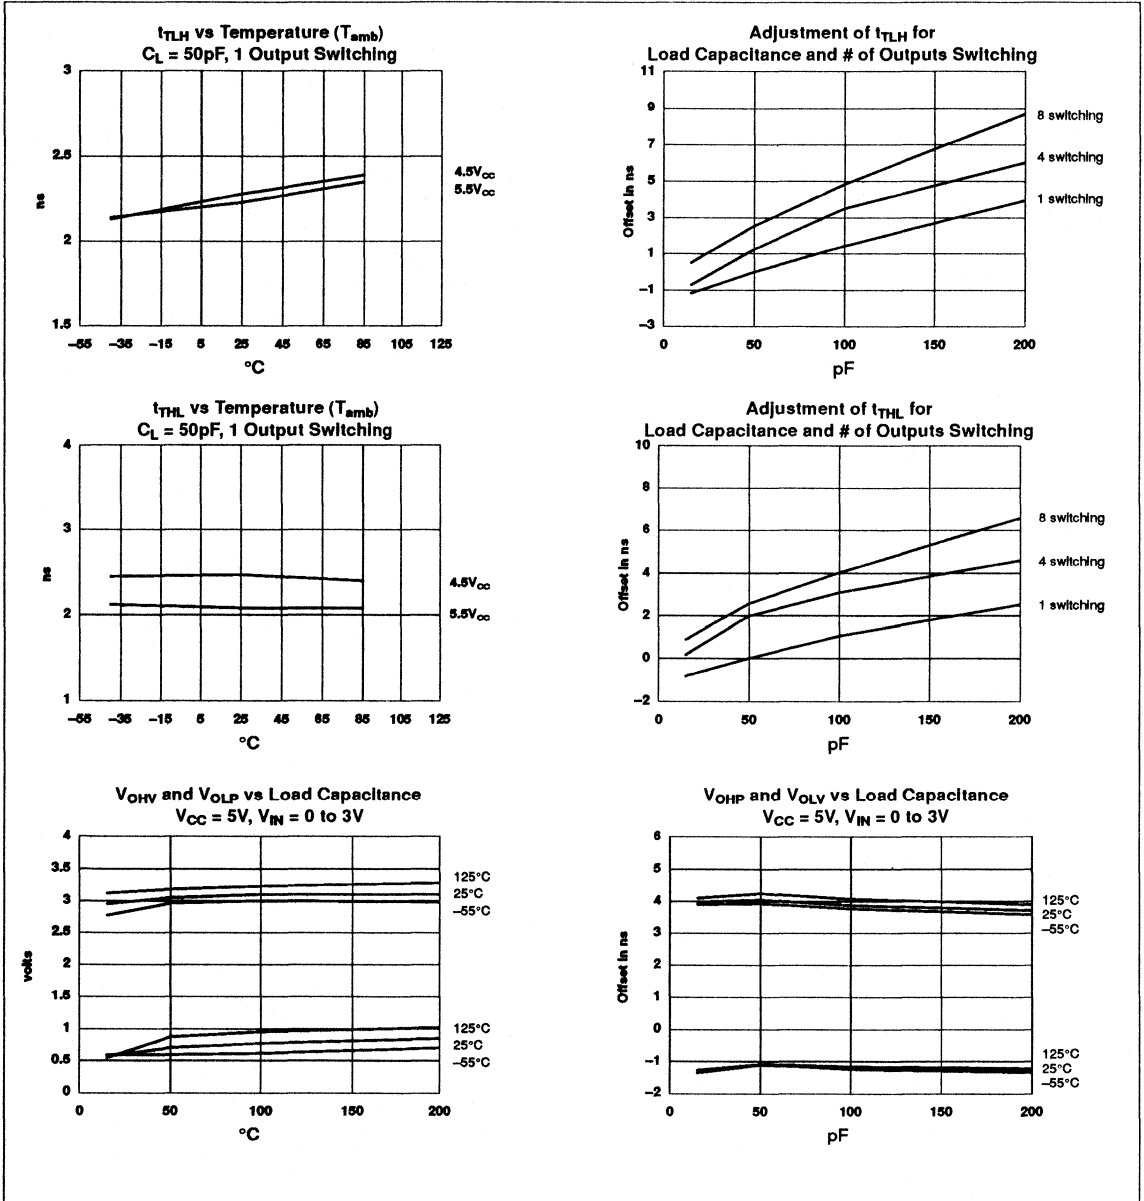 tTLH vs Temperature (Tamb)
CL = 50pF, 1 Output Switching
3
2.5
2
1.5
ns
–55 –35 –15 5 25 45 65 85 105 125
°C
4.5VCC
5.5VCC
Adjustment of tTLH for
Load Capacitance and # of Outputs Switching
11
9
7
5
3
1
–1
–3
Offset in ns
0 50 100 150 200
pF
8 switching
4 switching
1 switching
tTHL vs Temperature (Tamb)
CL = 50pF, 1 Output Switching
4
3
2
1
ns
–55 –35 –15 5 25 45 65 85 105 125
°C
4.5VCC
5.5VCC
Adjustment of tTHL for
Load Capacitance and # of Outputs Switching
10
8
6
4
2
0
–2
Offset in ns
0 50 100 150 200
pF
8 switching
4 switching
1 switching
VOHV and VOLP vs Load Capacitance
VCC = 5V, VIN = 0 to 3V
4
3.5
3
2.5
2
1.5
1
0.5
0
volts
0 50 100 150 200
°C
125°C
25°C
–55°C
125°C
25°C
–55°C
VOHP and VOLV vs Load Capacitance
VCC = 5V, VIN = 0 to 3V
6
5
4
3
2
1
0
–1
–2
Offset in ns
0 50 100 150 200
pF
125°C
25°C
–55°C
125°C
25°C
–55°C